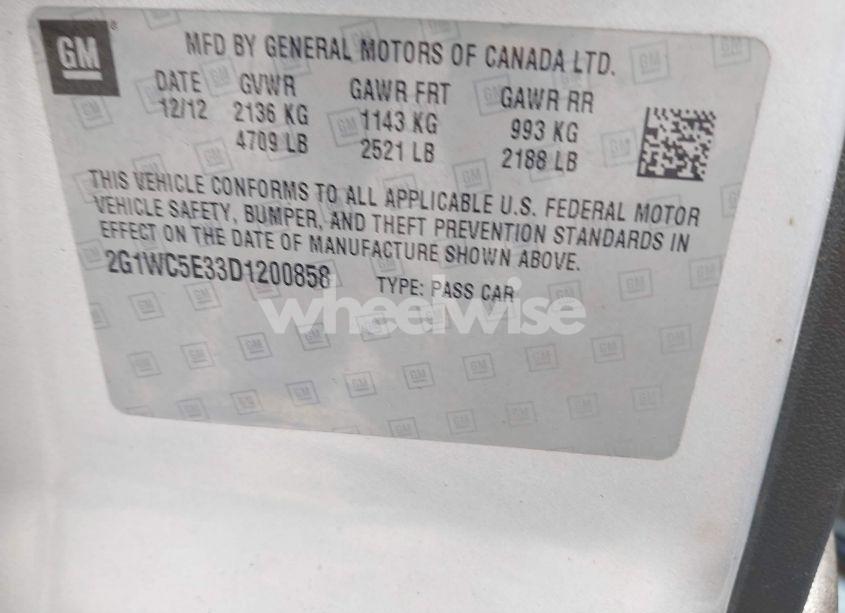 GM
MFD BY GENERAL MOTORS OF CANADA LTD.
DATE GVWR GAWR FRT GAWR RR
12/12 2136 KG 1143 KG 993 KG
4709 LB 2521 LB 2188 LB
THIS VEHICLE CONFORMS TO ALL APPLICABLE U.S. FEDERAL MOTOR
VEHICLE SAFETY, BUMPER, AND THEFT PREVENTION STANDARDS IN
EFFECT ON THE DATE OF MANUFACTURE SHOWN ABOVE.
2G1WC5E33D1200858 TYPE: PASS CAR
wheelwise